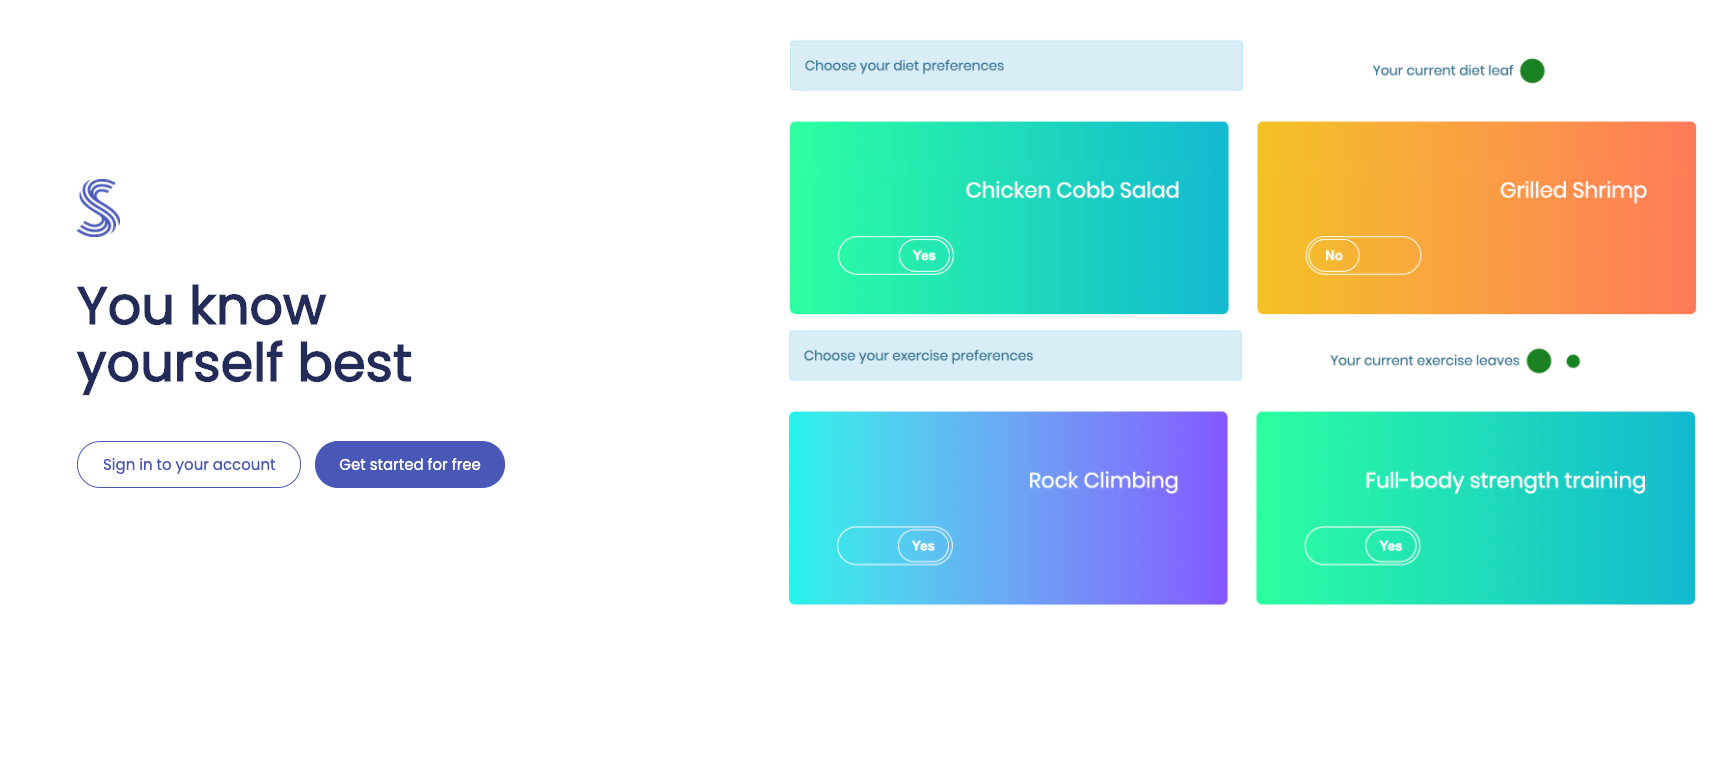 You know
yourself best
Sign in to your account
Get started for free
Choose your diet preferences
Your current diet leaf
Chicken Cobb Salad
Yes
Grilled Shrimp
No
Choose your exercise preferences
Your current exercise leaves
Rock Climbing
Yes
Full-body strength training
Yes